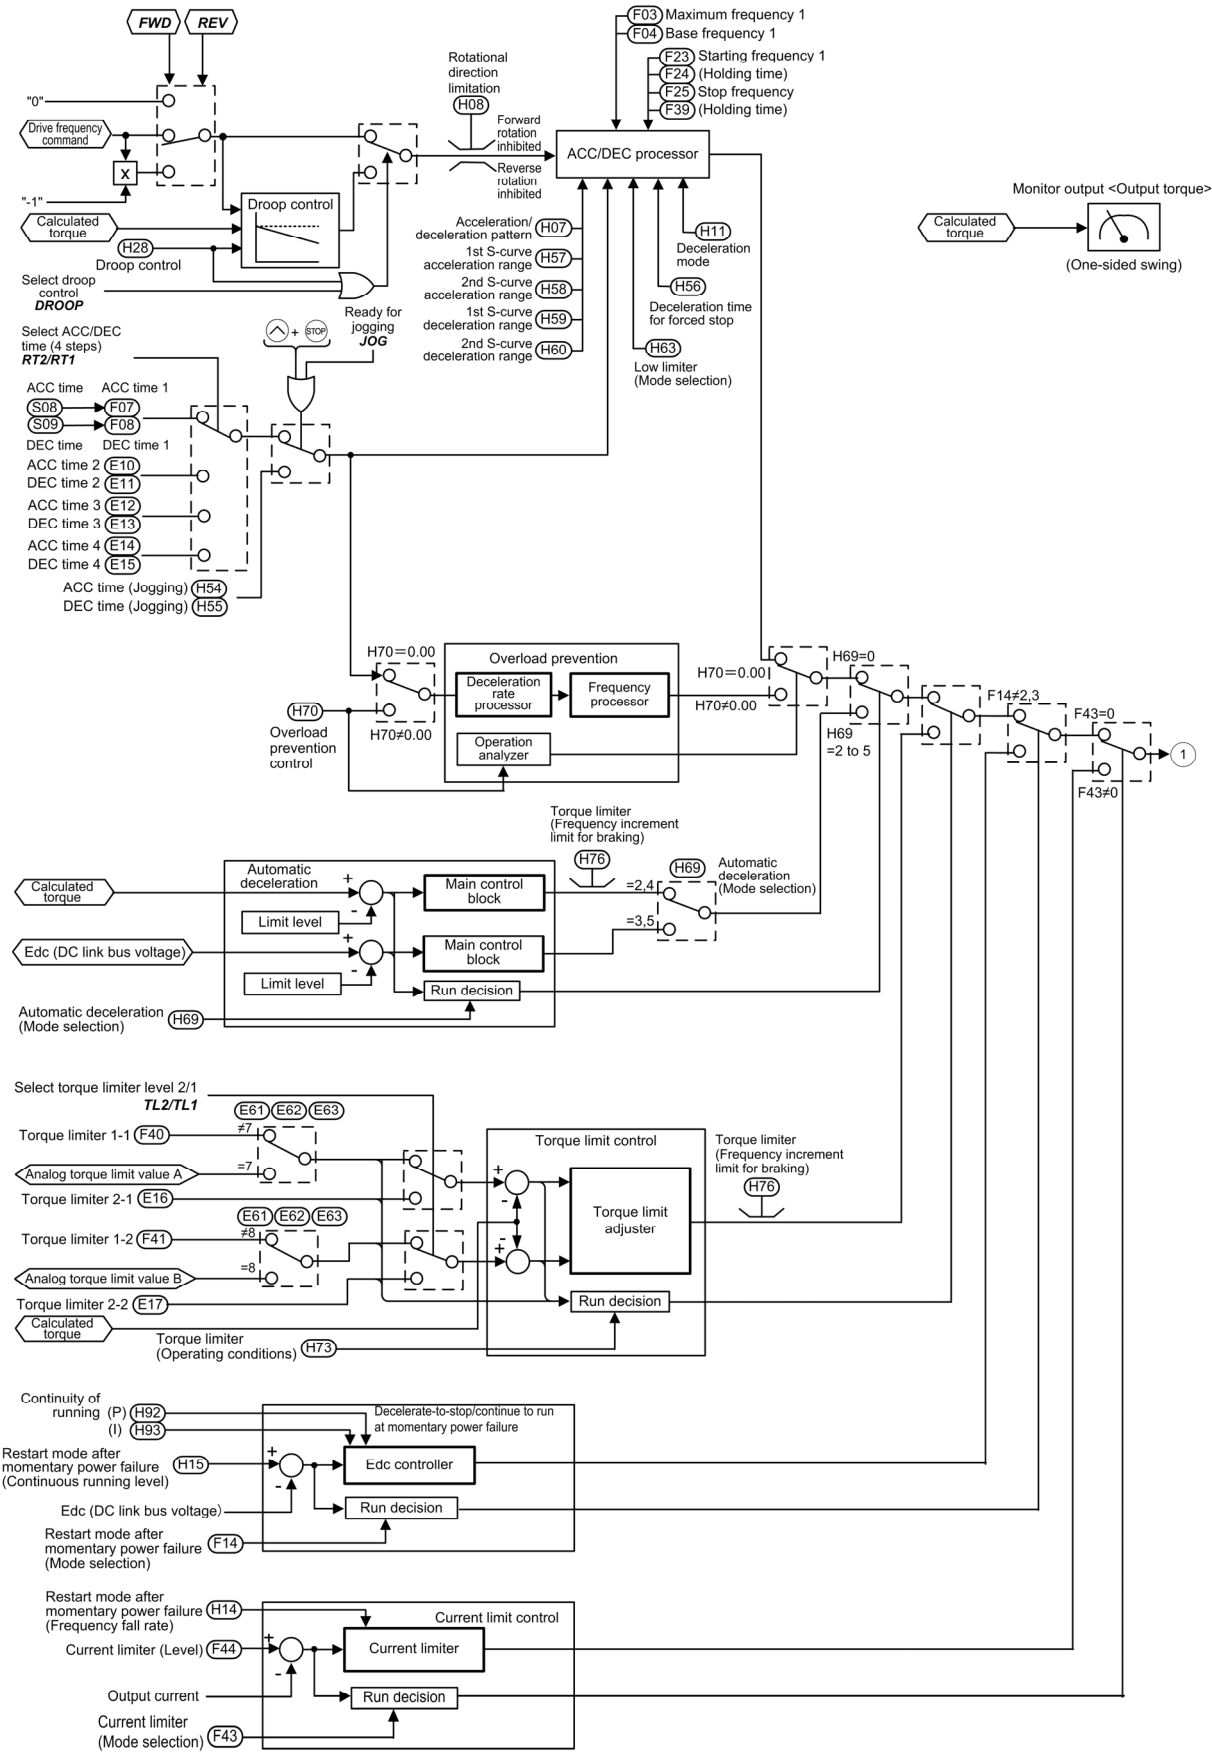 FWD REV
"0"
Drive frequency
command
X
"-1"
Calculated
torque
H28
Droop control
Droop control
Select droop
control
DROOP
Rotational
direction
limitation
H08
Forward
rotation
inhibited
Reverse
rotation
inhibited
F03 Maximum frequency 1
F04 Base frequency 1
F23 Starting frequency 1
F24 (Holding time)
F25 Stop frequency
F39 (Holding time)
ACC/DEC processor
Acceleration/
deceleration pattern H07
1st S-curve
acceleration range H57
2nd S-curve
acceleration range H58
1st S-curve
deceleration range H59
2nd S-curve
deceleration range H60
H11
Deceleration
mode
H56
Deceleration time
for forced stop
H63
Low limiter
(Mode selection)
Monitor output <Output torque>
Calculated
torque
(One-sided swing)
Select ACC/DEC
time (4 steps)
RT2/RT1
+ STOP
Ready for
jogging
JOG
ACC time ACC time 1
S08 F07
S09 F08
DEC time DEC time 1
ACC time 2 E10
DEC time 2 E11
ACC time 3 E12
DEC time 3 E13
ACC time 4 E14
DEC time 4 E15
ACC time (Jogging) H54
DEC time (Jogging) H55
H70=0.00
H70
Overload
prevention
control
H70≠0.00
Overload prevention
Deceleration
rate
processor
Frequency
processor
Operation
analyzer
H70=0.00
H70≠0.00
H69=0
H69
=2 to 5
F14≠2,3
F43=0
F43≠0
1
Torque limiter
(Frequency increment
limit for braking)
H76
Calculated
torque
Automatic
deceleration
+
-
Limit level
Main control
block
=2,4
=3,5
H69
Automatic
deceleration
(Mode selection)
Edc (DC link bus voltage)
+
-
Limit level
Main control
block
Run decision
Automatic deceleration
(Mode selection) H69
Select torque limiter level 2/1
TL2/TL1
E61 E62 E63
Torque limiter 1-1 F40
≠7
Analog torque limit value A
=7
Torque limiter 2-1 E16
E61 E62 E63
Torque limiter 1-2 F41
≠8
Analog torque limit value B
=8
Torque limiter 2-2 E17
Calculated
torque
Torque limiter
(Operating conditions) H73
Torque limit control
+
-
-
+
Torque limit
adjuster
Run decision
Torque limiter
(Frequency increment
limit for braking)
H76
Continuity of
running (P) H92
(I) H93
Decelerate-to-stop/continue to run
at momentary power failure
Restart mode after
momentary power failure
(Continuous running level)
H15
+
-
Edc controller
Edc (DC link bus voltage)
Run decision
Restart mode after
momentary power failure
(Mode selection)
F14
Restart mode after
momentary power failure
(Frequency fall rate)
H14
Current limit control
Current limiter (Level) F44
+
-
Current limiter
Output current
Run decision
Current limiter
(Mode selection) F43